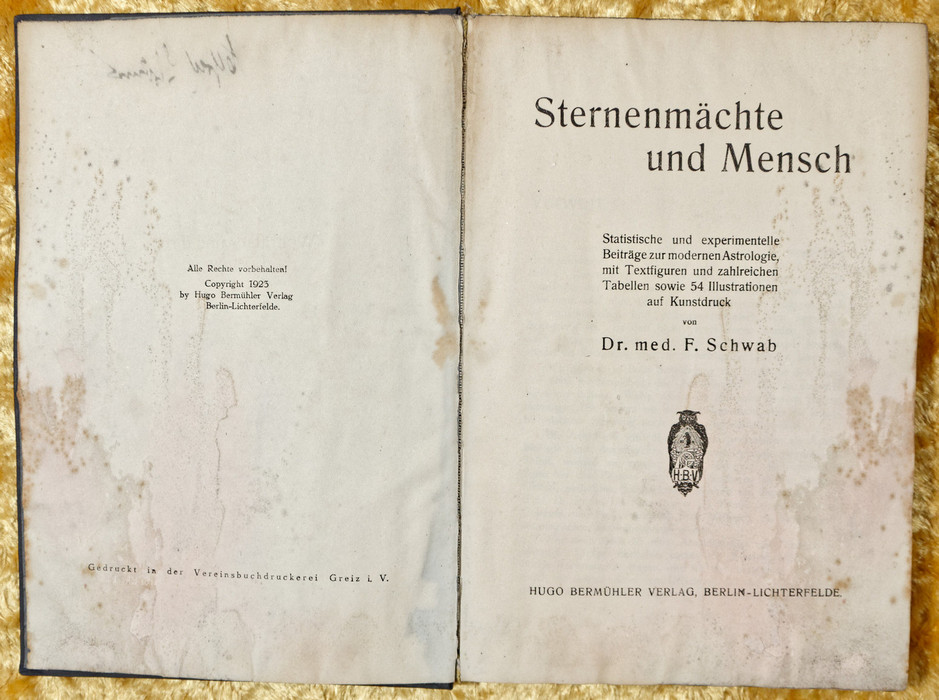 Alle Rechte vorbehalten!
Copyright 1923
by Hugo Bermühler Verlag
Berlin-Lichterfelde.
Gedruckt in der Vereinsbuchdruckerei Greiz i. V.
Sternenmächte
und Mensch
Statistische und experimentelle
Beiträge zur modernen Astrologie,
mit Textfiguren und zahlreichen
Tabellen sowie 54 Illustrationen
auf Kunstdruck
von
Dr. med. F. Schwab
H·B·V
HUGO BERMÜHLER VERLAG, BERLIN-LICHTERFELDE.